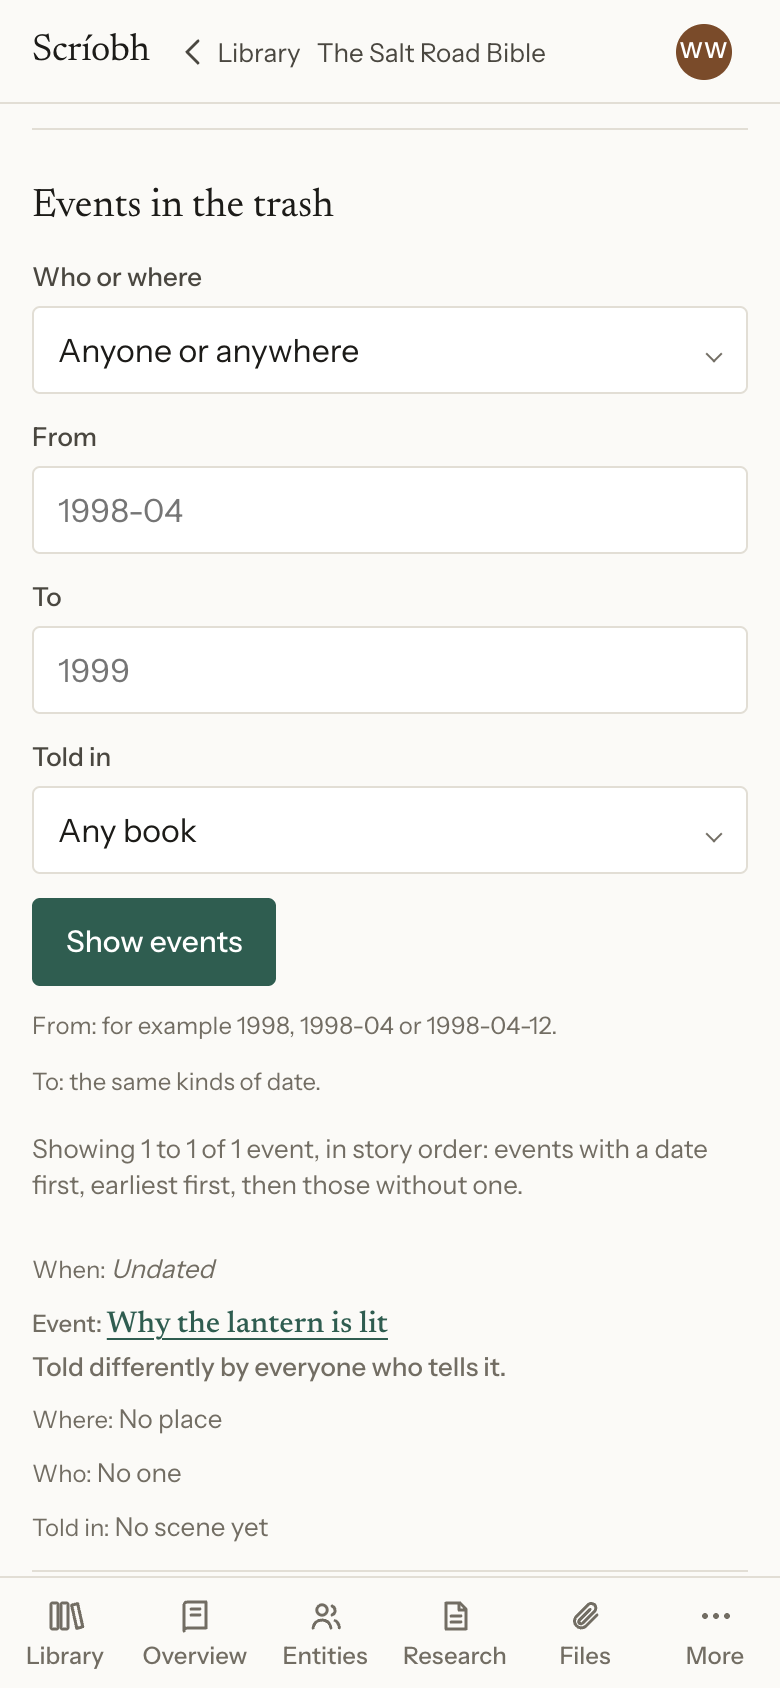 Scríobh
Library The Salt Road Bible
WW
Events in the trash
Who or where
Anyone or anywhere
From
1998-04
To
1999
Told in
Any book
Show events
From: for example 1998, 1998-04 or 1998-04-12.
To: the same kinds of date.
Showing 1 to 1 of 1 event, in story order: events with a date
first, earliest first, then those without one.
When: Undated
Event: Why the lantern is lit
Told differently by everyone who tells it.
Where: No place
Who: No one
Told in: No scene yet
Library Overview Entities Research Files More